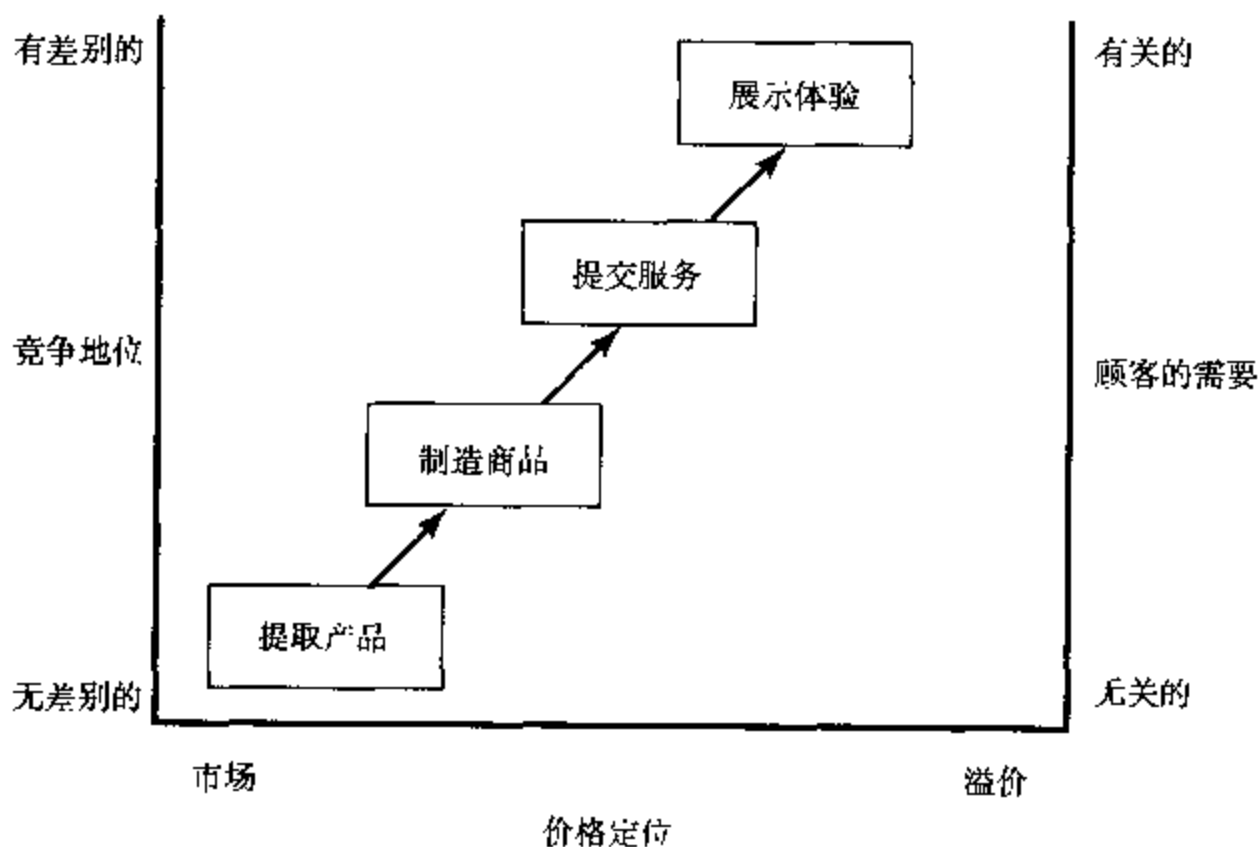 有差别的
有关的
展示体验
提交服务
竞争地位
顾客的需要
制造商品
提取产品
无差别的
无关的
市场
溢价
价格定位